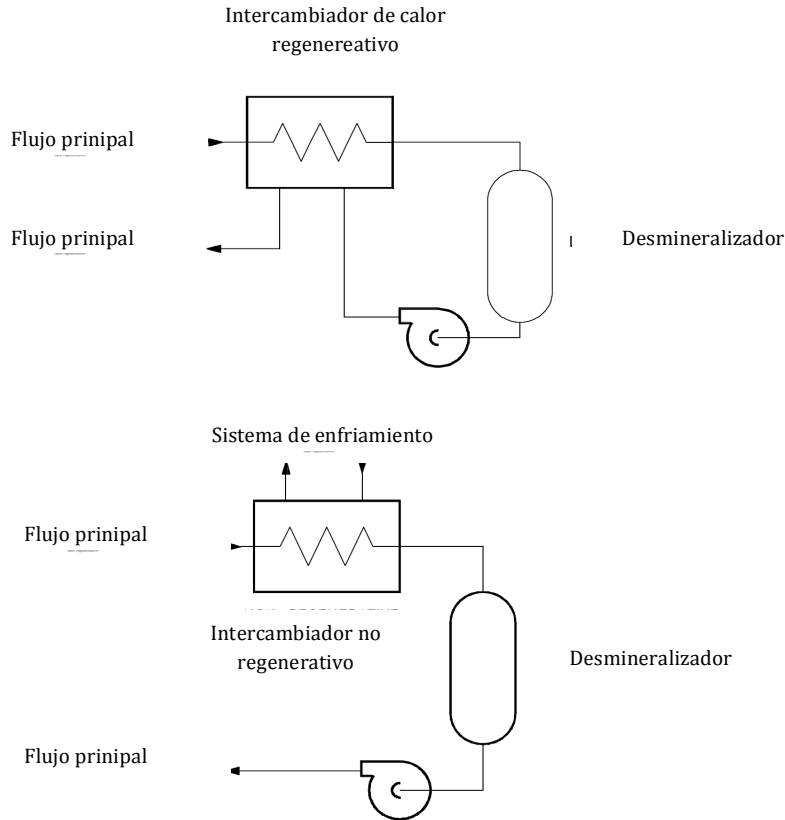 Intercambiador de calor
regenereativo
Flujo prinipal
Flujo prinipal
Desmineralizador
Sistema de enfriamiento
Flujo prinipal
Intercambiador no
regenerativo
Desmineralizador
Flujo prinipal